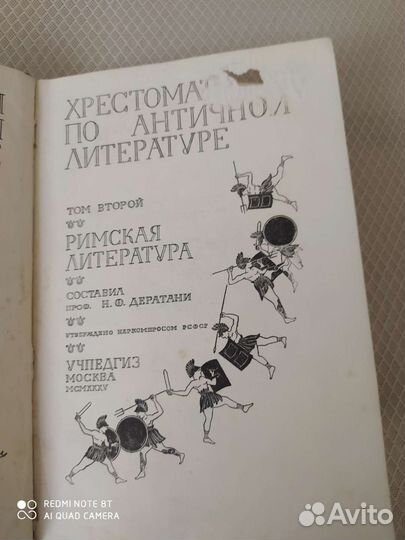 ХРЕСТОМАТ
ПО АНТИЧНОЙ
ЛИТЕРАТУРЕ
ТОМ ВТОРОЙ
РИМСКАЯ
ЛИТЕРАТУРА
СОСТАВИЛ
ПРОФ. Н. Ф. ДЕРАТАНИ
УТВЕРЖДЕНО НАРКОМПРОСОМ РСФСР
УЧПЕДГИЗ
МОСКВА
MCMXXXV
REDMI NOTE 8T
AI QUAD CAMERA
Avito